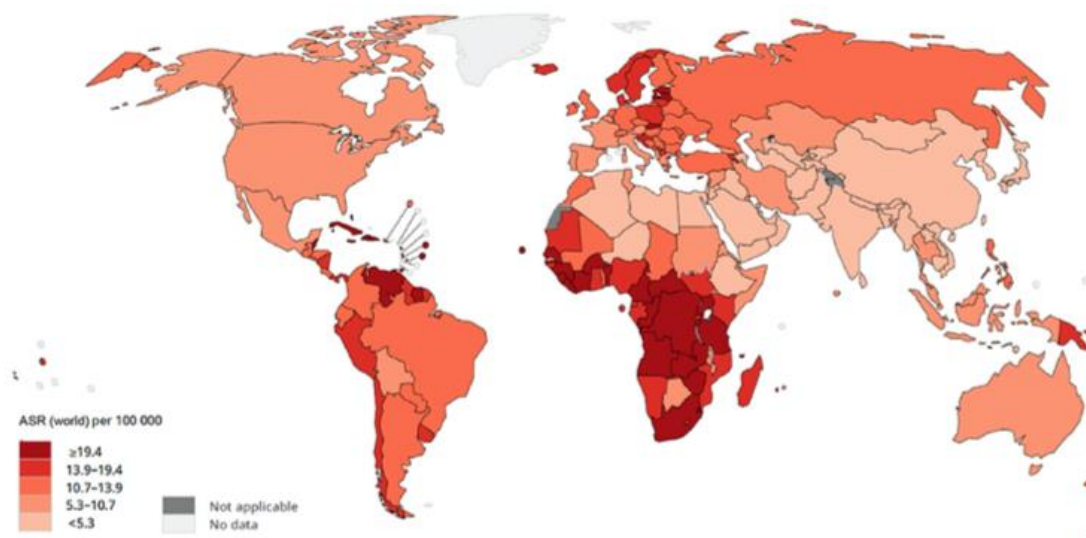 ASR (world) per 100 000
≥19.4
13.9–19.4
10.7–13.9
5.3–10.7
<5.3
Not applicable
No data